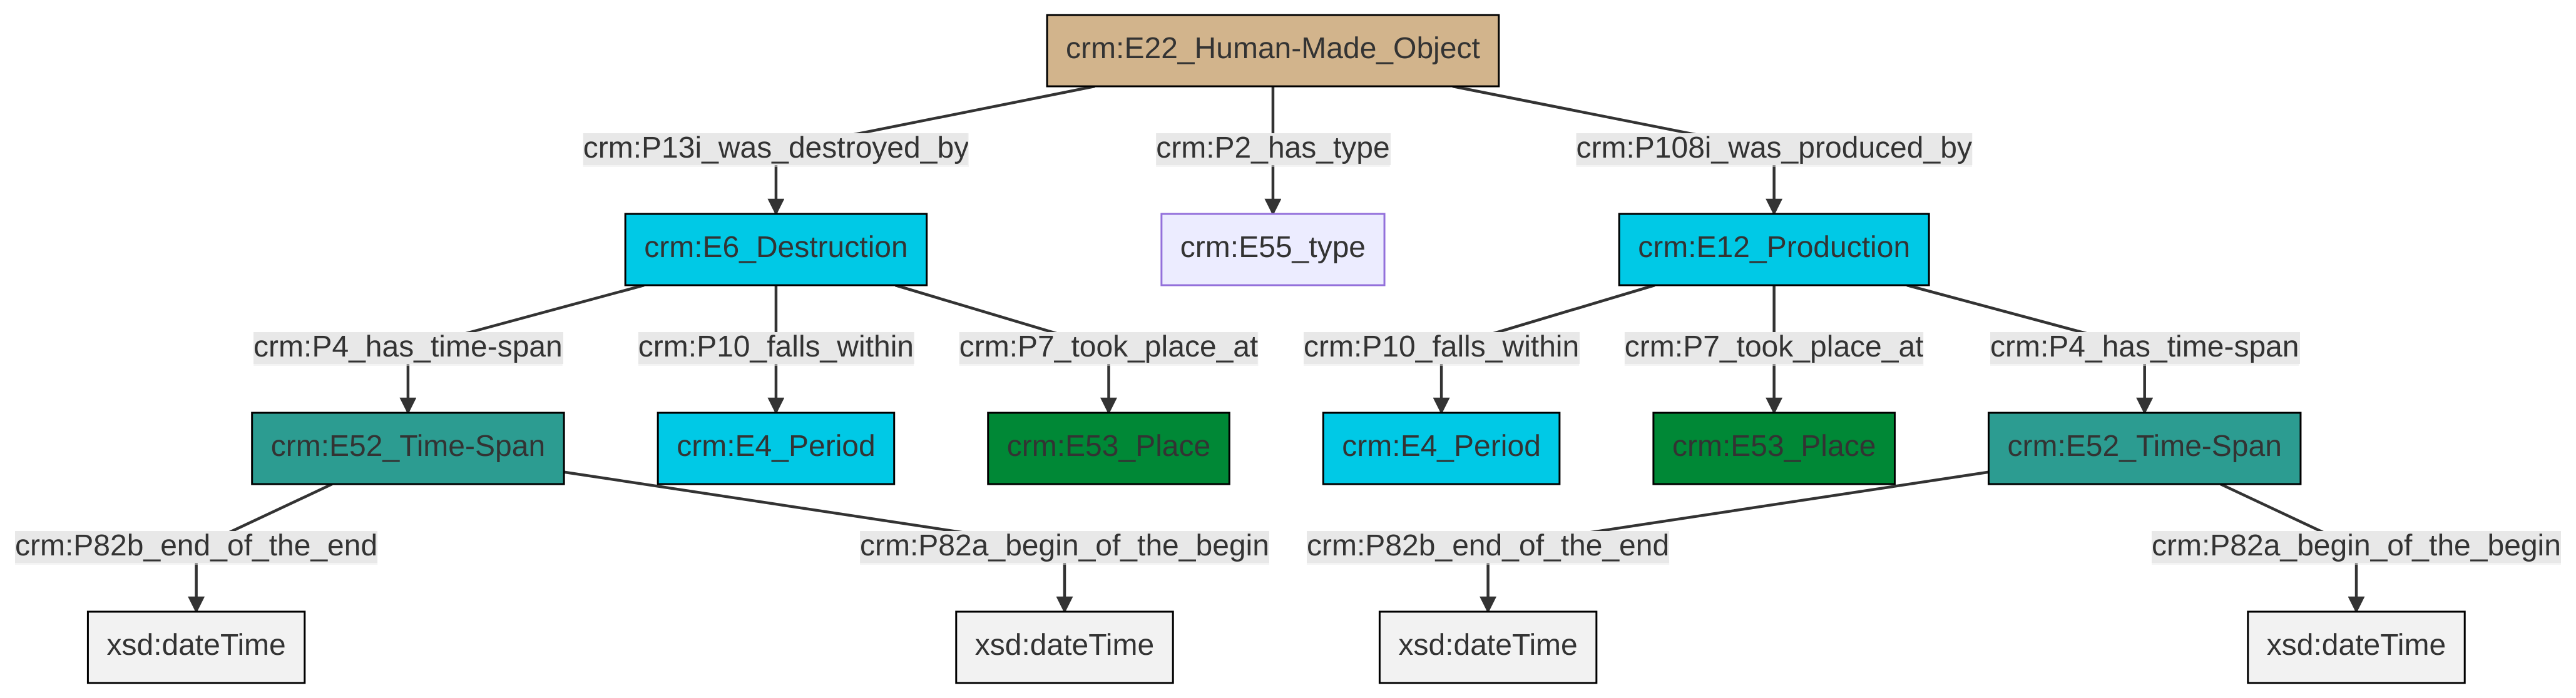 crm:E22_Human-Made_Object
crm:P13i_was_destroyed_by
crm:P2_has_type
crm:P108i_was_produced_by
crm:E6_Destruction
crm:E55_type
crm:E12_Production
crm:P4_has_time-span
crm:P10_falls_within
crm:P7_took_place_at
crm:P10_falls_within
crm:P7_took_place_at
crm:P4_has_time-span
crm:E52_Time-Span
crm:E4_Period
crm:E53_Place
crm:E4_Period
crm:E53_Place
crm:E52_Time-Span
crm:P82b_end_of_the_end
crm:P82a_begin_of_the_begin
crm:P82b_end_of_the_end
crm:P82a_begin_of_the_begin
xsd:dateTime
xsd:dateTime
xsd:dateTime
xsd:dateTime